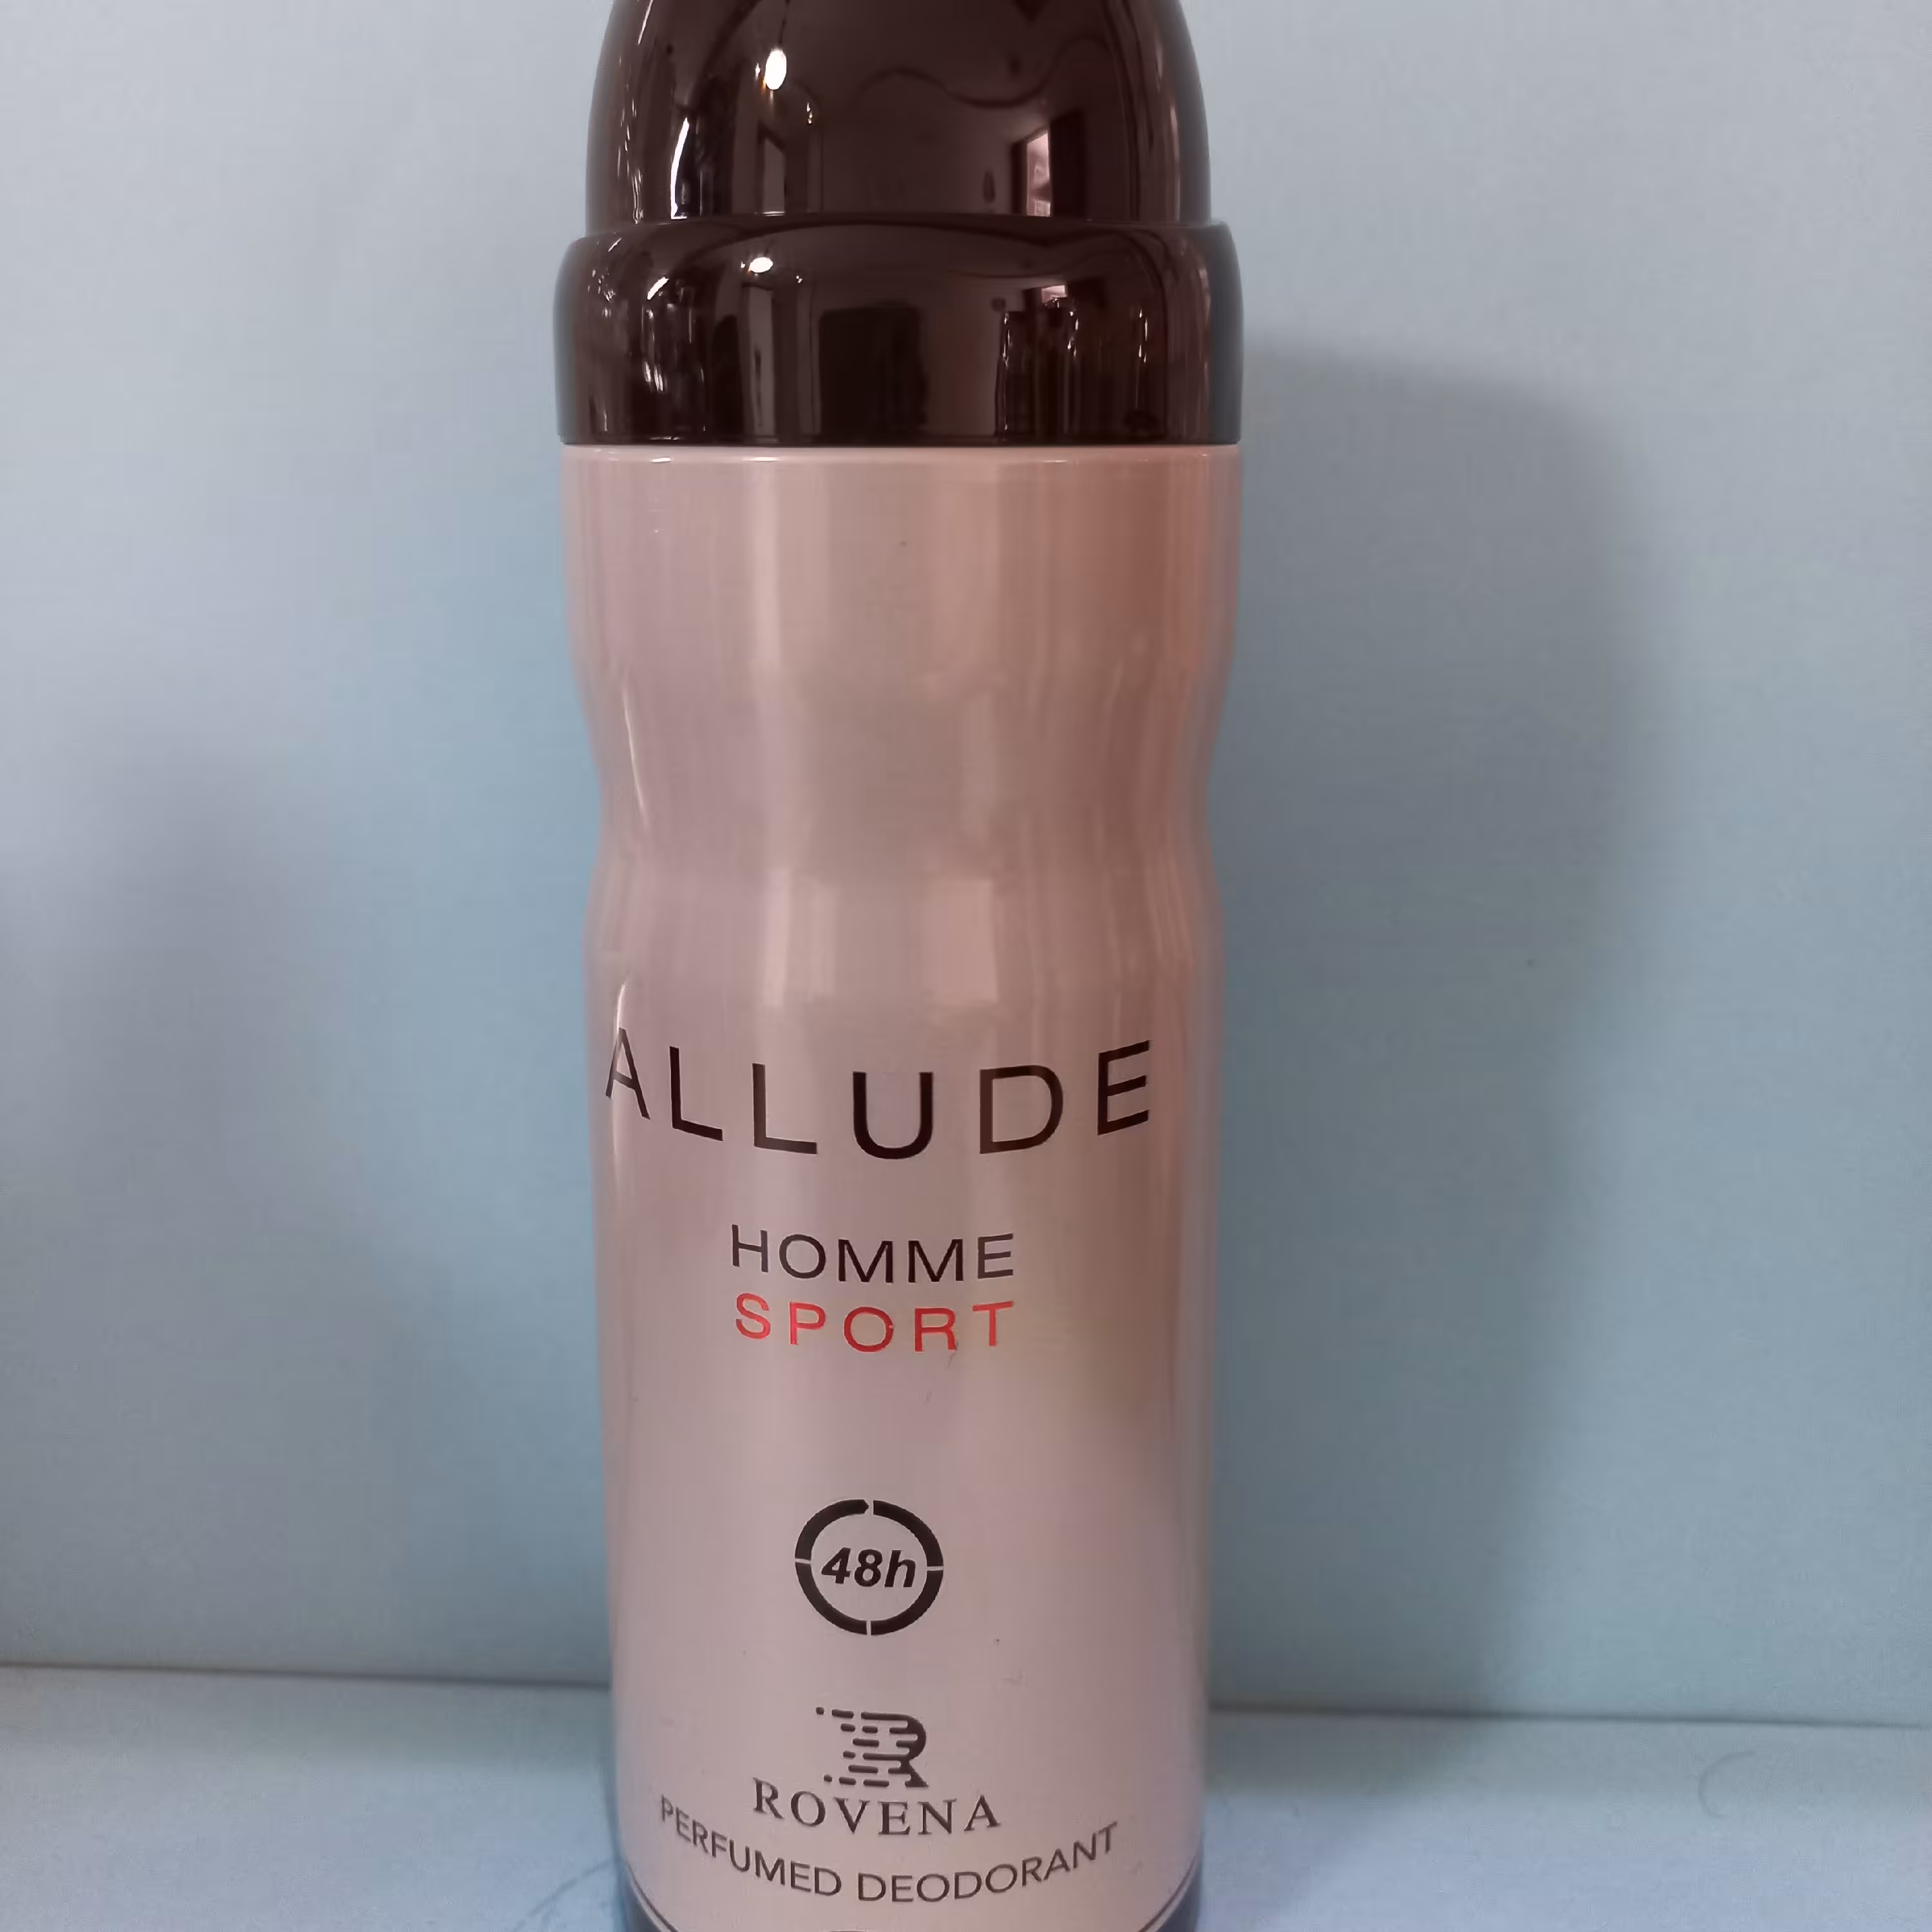 ALLUDE
HOMME
SPORT
48h
ROVENA
PERFUMED DEODORANT